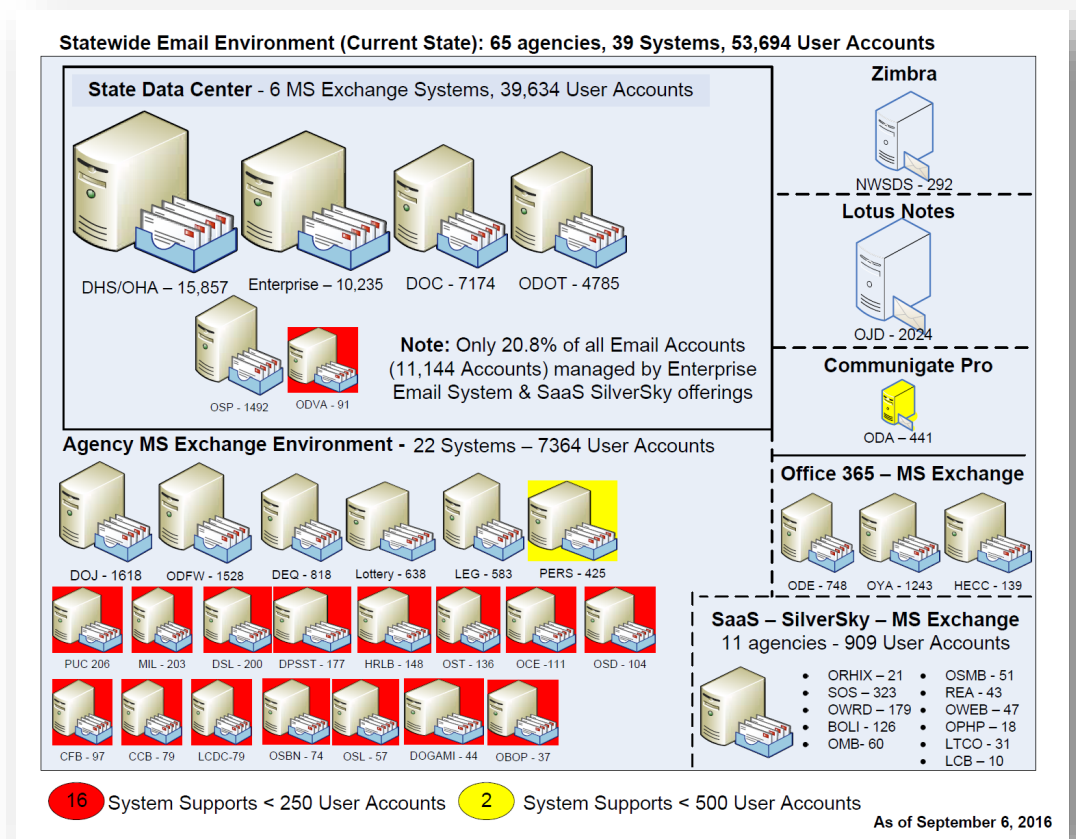 Statewide Email Environment (Current State): 65 agencies, 39 Systems, 53,694 User Accounts
State Data Center - 6 MS Exchange Systems, 39,634 User Accounts
DHS/OHA – 15,857
Enterprise – 10,235
DOC - 7174
ODOT - 4785
OSP - 1492
ODVA - 91
Note: Only 20.8% of all Email Accounts
(11,144 Accounts) managed by Enterprise
Email System & SaaS SilverSky offerings
Zimbra
NWSDS - 292
Lotus Notes
OJD - 2024
Communigate Pro
ODA – 441
Agency MS Exchange Environment - 22 Systems – 7364 User Accounts
DOJ - 1618
ODFW - 1528
DEQ - 818
Lottery - 638
LEG - 583
PERS - 425
PUC 206
MIL - 203
DSL - 200
DPSST - 177
HRLB - 148
OST - 136
OCE -111
OSD - 104
CFB - 97
CCB - 79
LCDC-79
OSBN - 74
OSL - 57
DOGAMI - 44
OBOP - 37
Office 365 – MS Exchange
ODE - 748
OYA - 1243
HECC - 139
SaaS – SilverSky – MS Exchange
11 agencies - 909 User Accounts
• ORHIX – 21
• SOS – 323
• OWRD – 179
• BOLI - 126
• OMB- 60
• OSMB - 51
• REA - 43
• OWEB - 47
• OPHP - 18
• LTCO - 31
• LCB – 10
16 System Supports < 250 User Accounts
2 System Supports < 500 User Accounts
As of September 6, 2016